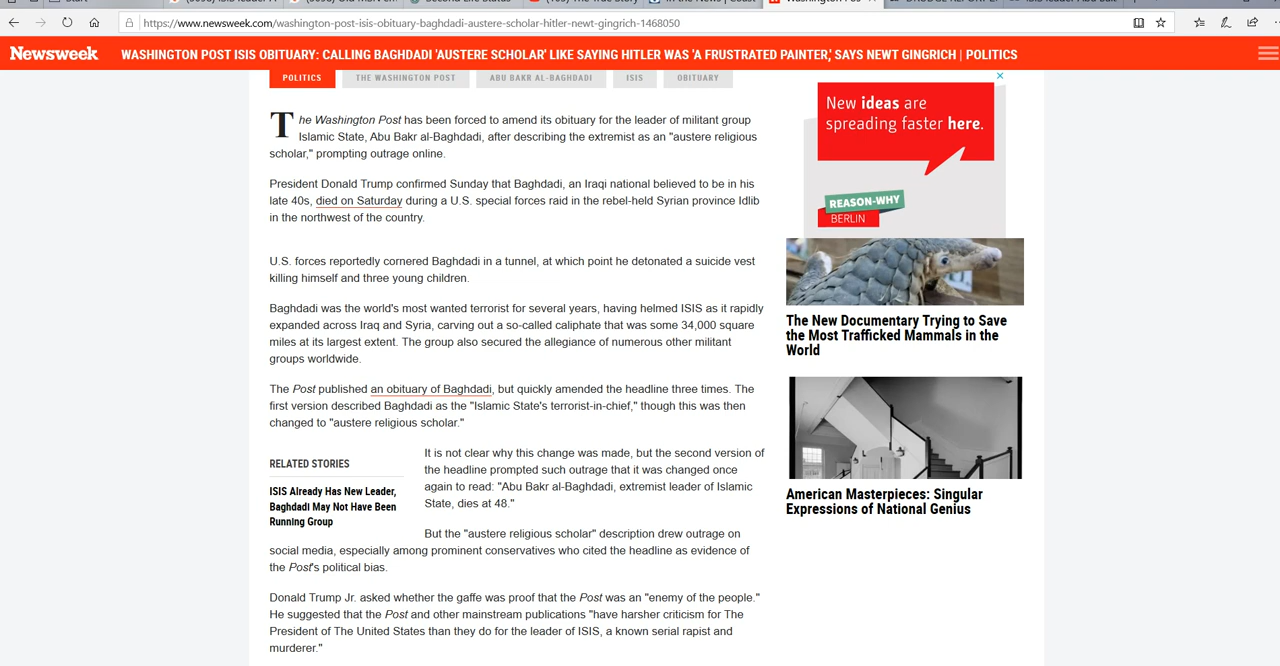 https://www.newsweek.com/washington-post-isis-obituary-baghdadi-austere-scholar-hitler-newt-gingrich-1468050
Newsweek
WASHINGTON POST ISIS OBITUARY: CALLING BAGHDADI 'AUSTERE SCHOLAR' LIKE SAYING HITLER WAS 'A FRUSTRATED PAINTER,' SAYS NEWT GINGRICH | POLITICS
POLITICS
THE WASHINGTON POST
ABU BAKR AL-BAGHDADI
ISIS
OBITUARY
The Washington Post has been forced to amend its obituary for the leader of militant group
Islamic State, Abu Bakr al-Baghdadi, after describing the extremist as an "austere religious
scholar," prompting outrage online.
President Donald Trump confirmed Sunday that Baghdadi, an Iraqi national believed to be in his
late 40s, died on Saturday during a U.S. special forces raid in the rebel-held Syrian province Idlib
in the northwest of the country.
U.S. forces reportedly cornered Baghdadi in a tunnel, at which point he detonated a suicide vest
killing himself and three young children.
Baghdadi was the world's most wanted terrorist for several years, having helmed ISIS as it rapidly
expanded across Iraq and Syria, carving out a so-called caliphate that was some 34,000 square
miles at its largest extent. The group also secured the allegiance of numerous other militant
groups worldwide.
The Post published an obituary of Baghdadi, but quickly amended the headline three times. The
first version described Baghdadi as the "Islamic State's terrorist-in-chief," though this was then
changed to "austere religious scholar."
RELATED STORIES
ISIS Already Has New Leader,
Baghdadi May Not Have Been
Running Group
It is not clear why this change was made, but the second version of
the headline prompted such outrage that it was changed once
again to read: "Abu Bakr al-Baghdadi, extremist leader of Islamic
State, dies at 48."
But the "austere religious scholar" description drew outrage on
social media, especially among prominent conservatives who cited the headline as evidence of
the Post's political bias.
Donald Trump Jr. asked whether the gaffe was proof that the Post was an "enemy of the people."
He suggested that the Post and other mainstream publications "have harsher criticism for The
President of The United States than they do for the leader of ISIS, a known serial rapist and
murderer."
New ideas are
spreading faster here.
REASON-WHY
BERLIN
The New Documentary Trying to Save
the Most Trafficked Mammals in the
World
American Masterpieces: Singular
Expressions of National Genius